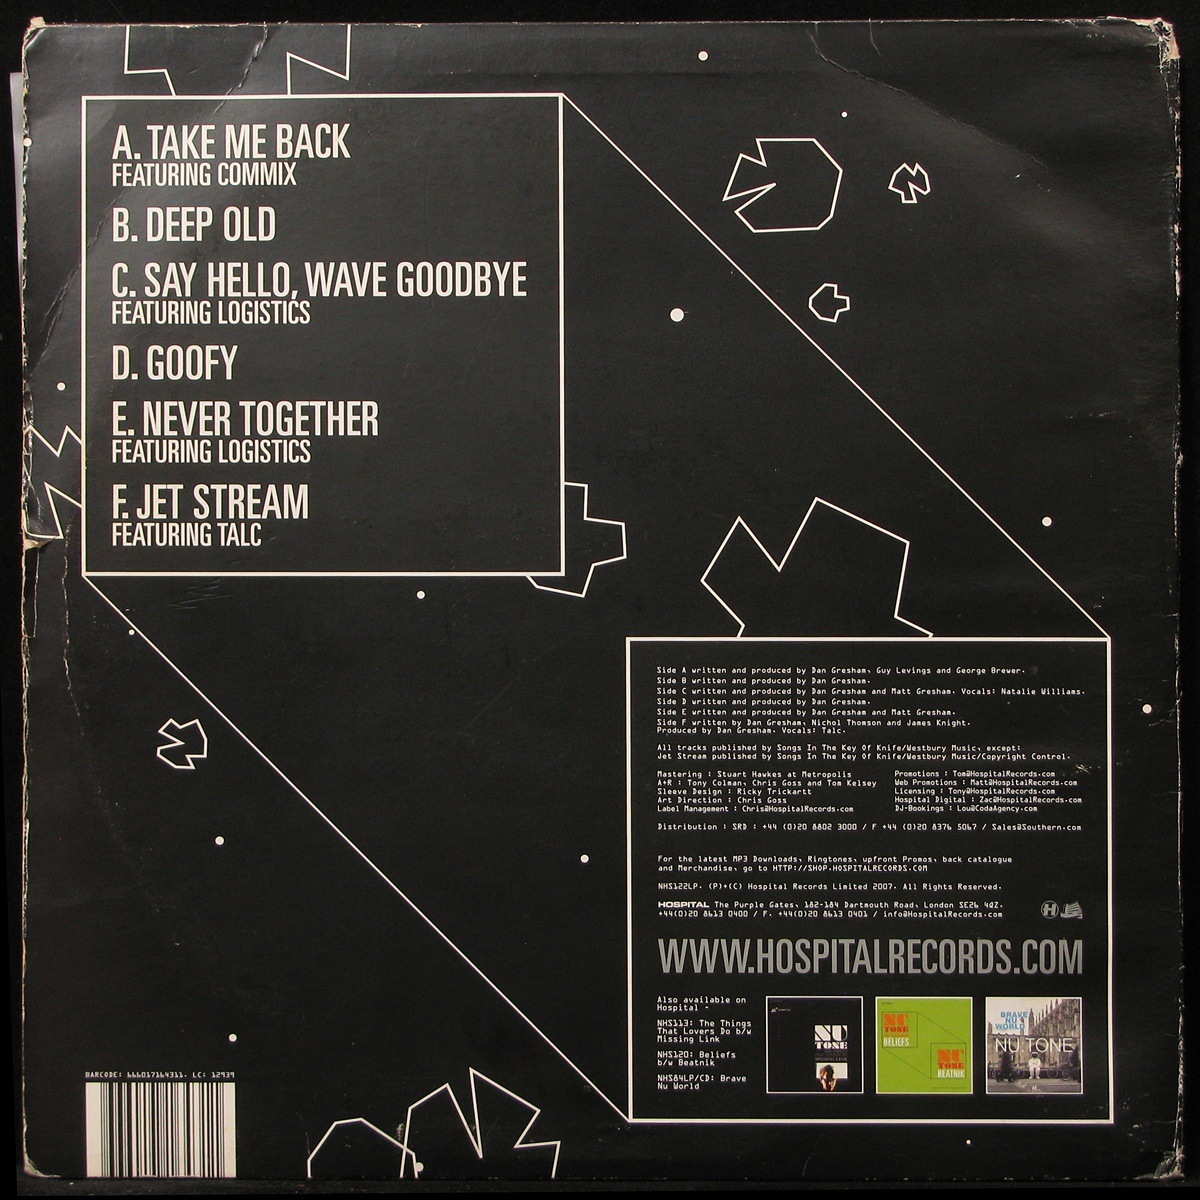 A. TAKE ME BACK
FEATURING COMMIX
B. DEEP OLD
C. SAY HELLO, WAVE GOODBYE
FEATURING LOGISTICS
D. GOOFY
E. NEVER TOGETHER
FEATURING LOGISTICS
F. JET STREAM
FEATURING TALC
Side A written and produced by Dan Gresham, Guy Levings and George Brewer.
Side B written and produced by Dan Gresham.
Side C written and produced by Dan Gresham and Matt Gresham. Vocals: Natalie Williams.
Side D written and produced by Dan Gresham.
Side E written and produced by Dan Gresham and Matt Gresham.
Side F written by Dan Gresham, Nichol Thomson and James Knight.
Produced by Dan Gresham. Vocals: Talc.
All tracks published by Songs In The Key Of Knife/Westbury Music, except:
Jet Stream published by Songs In The Key Of Knife/Westbury Music/Copyright Control.
Mastering : Stuart Hawkes at Metropolis
A+R : Tony Colman, Chris Goss and Tom Kelsey
Sleeve Design : Ricky Trickartt
Art Direction : Chris Goss
Label Management : Chris@HospitalRecords.com
Promotions : Tom@HospitalRecords.com
Web Promotions : Matt@HospitalRecords.com
Licensing : Tony@HospitalRecords.com
Hospital Digital : Zac@HospitalRecords.com
DJ-Bookings : Lou@CodaAgency.com
Distribution : SRD : +44 (0)20 8802 3000 / F +44 (0)20 8376 5067 / Sales@Southern.com
For the latest MP3 Downloads, Ringtones, upfront Promos, back catalogue
and Merchandise, go to HTTP://SHOP.HOSPITALRECORDS.COM
NHS122LP. (P)+(C) Hospital Records Limited 2007. All Rights Reserved.
HOSPITAL The Purple Gates, 182-184 Dartmouth Road, London SE26 4QZ.
+44(0)20 8613 0400 / F. +44(0)20 8613 0401 / info@HospitalRecords.com
H
WWW.HOSPITALRECORDS.COM
Also available on
Hospital -
NHS113: The Things
That Lovers Do b/w
Missing Link
NHS120: Beliefs
b/w Beatnik
NHS84LP/CD: Brave
Nu World
NU
TONE
MISSING LINK
NU
TONE
BELIEFS
NU
TONE
BEATNIK
BRAVE
NU
WORLD
NU:TONE
BARCODE: 666017164311. LC: 12939